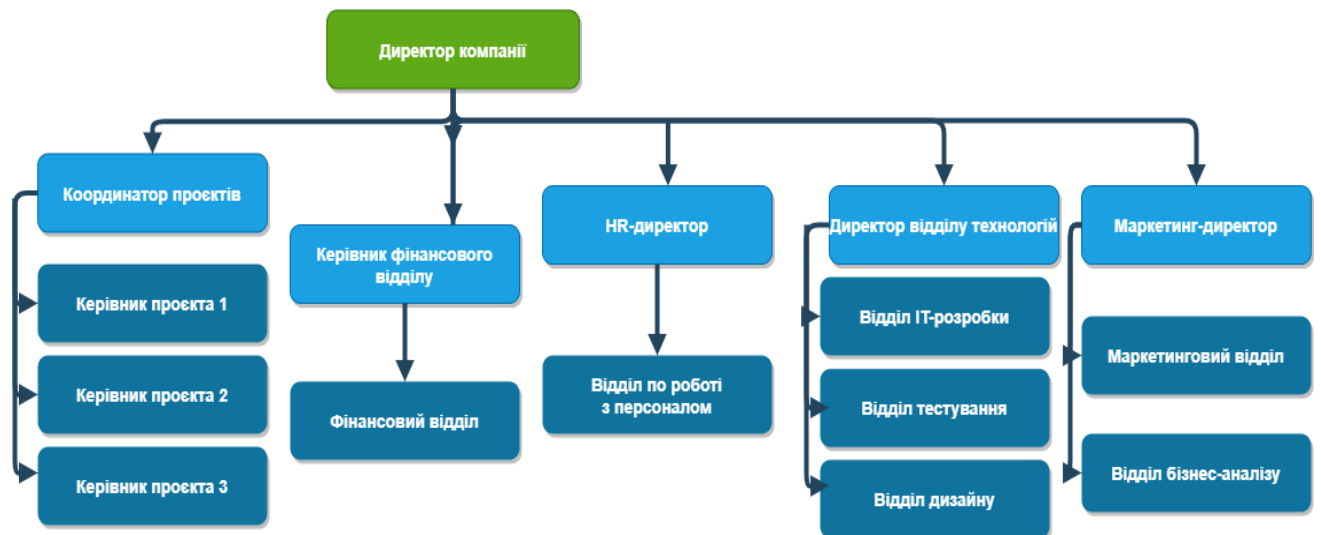 Директор компанії
Координатор проєктів
Керівник проєкта 1
Керівник проєкта 2
Керівник проєкта 3
Керівник фінансового
відділу
Фінансовий відділ
HR-директор
Відділ по роботі
з персоналом
Директор відділу технологій
Відділ IT-розробки
Відділ тестування
Відділ дизайну
Маркетинг-директор
Маркетинговий відділ
Відділ бізнес-аналізу